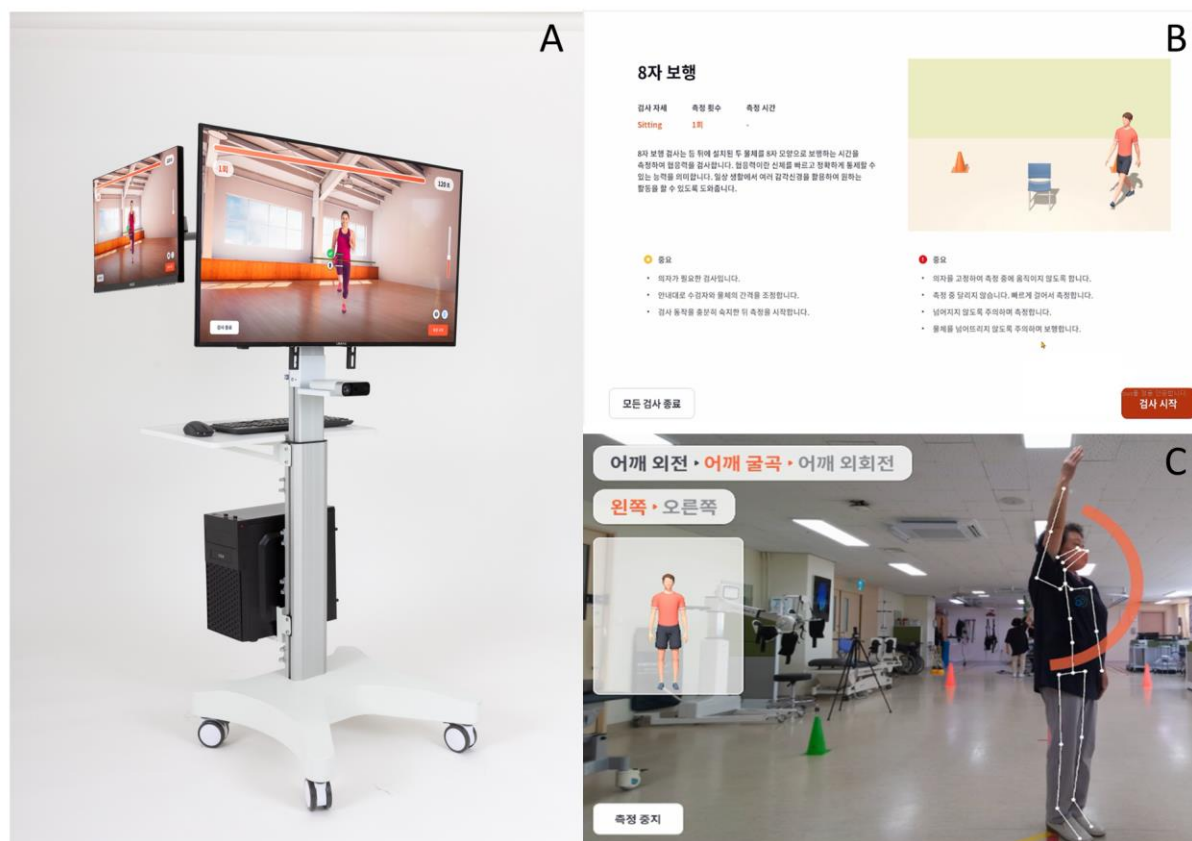 A
1회
120초
검사 종료
B
8자 보행
검사 자세 측정 횟수 측정 시간
Sitting 1회 -
8자 보행 검사는 등 뒤에 설치된 두 물체를 8자 모양으로 보행하는 시간을
측정하여 협응력을 검사합니다. 협응력이란 신체를 빠르고 정확하게 통제할 수
있는 능력을 의미합니다. 일상 생활에서 여러 감각신경을 활용하여 원하는
활동을 할 수 있도록 도와줍니다.
중요
• 의자가 필요한 검사입니다.
• 안내대로 수검자와 물체의 간격을 조정합니다.
• 검사 동작을 충분히 숙지한 뒤 측정을 시작합니다.
중요
• 의자를 고정하여 측정 중에 움직이지 않도록 합니다.
• 측정 중 달리지 않습니다. 빠르게 걸어서 측정합니다.
• 넘어지지 않도록 주의하며 측정합니다.
• 물체를 넘어뜨리지 않도록 주의하며 보행합니다.
모든 검사 종료
검사 시작
C
어깨 외전 ▸ 어깨 굴곡 ▸ 어깨 외회전
왼쪽 ▸ 오른쪽
측정 중지